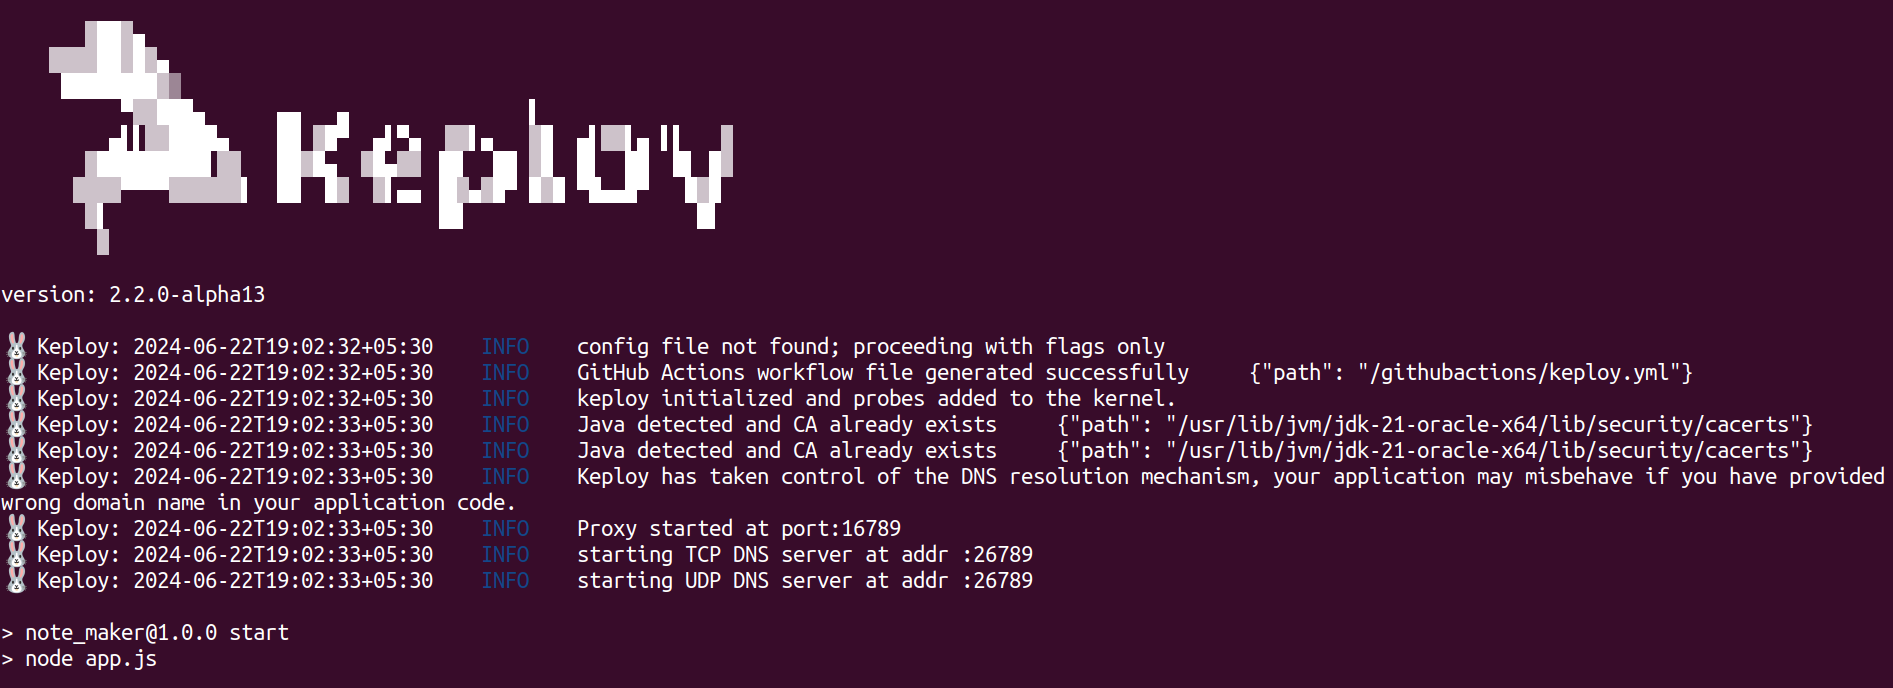 Keploy
version: 2.2.0-alpha13
🐰 Keploy: 2024-06-22T19:02:32+05:30 INFO config file not found; proceeding with flags only
🐰 Keploy: 2024-06-22T19:02:32+05:30 INFO GitHub Actions workflow file generated successfully {"path": "/githubactions/keploy.yml"}
🐰 Keploy: 2024-06-22T19:02:32+05:30 INFO keploy initialized and probes added to the kernel.
🐰 Keploy: 2024-06-22T19:02:33+05:30 INFO Java detected and CA already exists {"path": "/usr/lib/jvm/jdk-21-oracle-x64/lib/security/cacerts"}
🐰 Keploy: 2024-06-22T19:02:33+05:30 INFO Java detected and CA already exists {"path": "/usr/lib/jvm/jdk-21-oracle-x64/lib/security/cacerts"}
🐰 Keploy: 2024-06-22T19:02:33+05:30 INFO Keploy has taken control of the DNS resolution mechanism, your application may misbehave if you have provided
wrong domain name in your application code.
🐰 Keploy: 2024-06-22T19:02:33+05:30 INFO Proxy started at port:16789
🐰 Keploy: 2024-06-22T19:02:33+05:30 INFO starting TCP DNS server at addr :26789
🐰 Keploy: 2024-06-22T19:02:33+05:30 INFO starting UDP DNS server at addr :26789
> note_maker@1.0.0 start
> node app.js